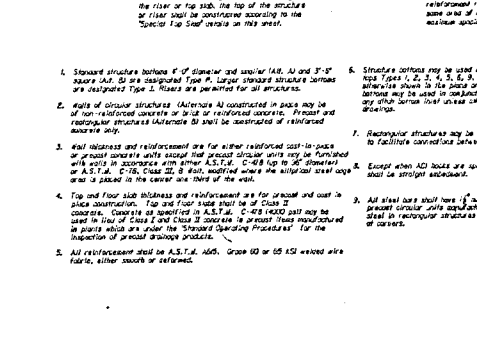 the riser or top slab, the top of the structure
or riser shall be constructed according to the
"Special Top Slab" details on this sheet.
1. Standard structure bottoms 4'-0" diameter and smaller (Alt. A) and 3'-6"
square (Alt. B) are designated Type P. Larger standard structure bottoms
are designated Type J. Risers are permitted for all structures.
2. Walls of circular structures (Alternate A) constructed in place may be
of non-reinforced concrete or brick or reinforced concrete. Precast and
rectangular structures (Alternate B) shall be constructed of reinforced
concrete only.
3. Wall thickness and reinforcement are for either reinforced cast-in-place
or precast concrete units except that precast circular units may be furnished
with walls in accordance with either A.S.T.M. C-478 (up to 96" diameter)
or A.S.T.M. C-76, Class III, B Wall, modified where the elliptical steel cage
area is placed in the center one-third of the wall.
4. Top and floor slab thickness and reinforcement are for precast and cast in
place construction. Top and floor slabs shall be of Class II
concrete. Concrete as specified in A.S.T.M. C-478 (4000 psi) may be
used in lieu of Class I and Class II concrete in precast items manufactured
in plants which are under the "Standard Operating Procedures" for the
inspection of precast drainage products.
5. All reinforcement shall be A.S.T.M. A615, Grade 60 or 65 KSI welded wire
fabric, either smooth or deformed.
reinforcement
same area of
maximum spaci
6. Structure bottoms may be used
tops Types 1, 2, 3, 4, 5, 6, 9,
otherwise shown in the plans or
bottoms may be used in conjunct
any ditch bottom inlet unless
drawings.
7. Rectangular structures may be
to facilitate connections betwee
8. Except when ACI hooks are sp
shall be straight embedment.
9. All steel bars shall have
precast circular units manufact
steel in rectangular structures
at corners.